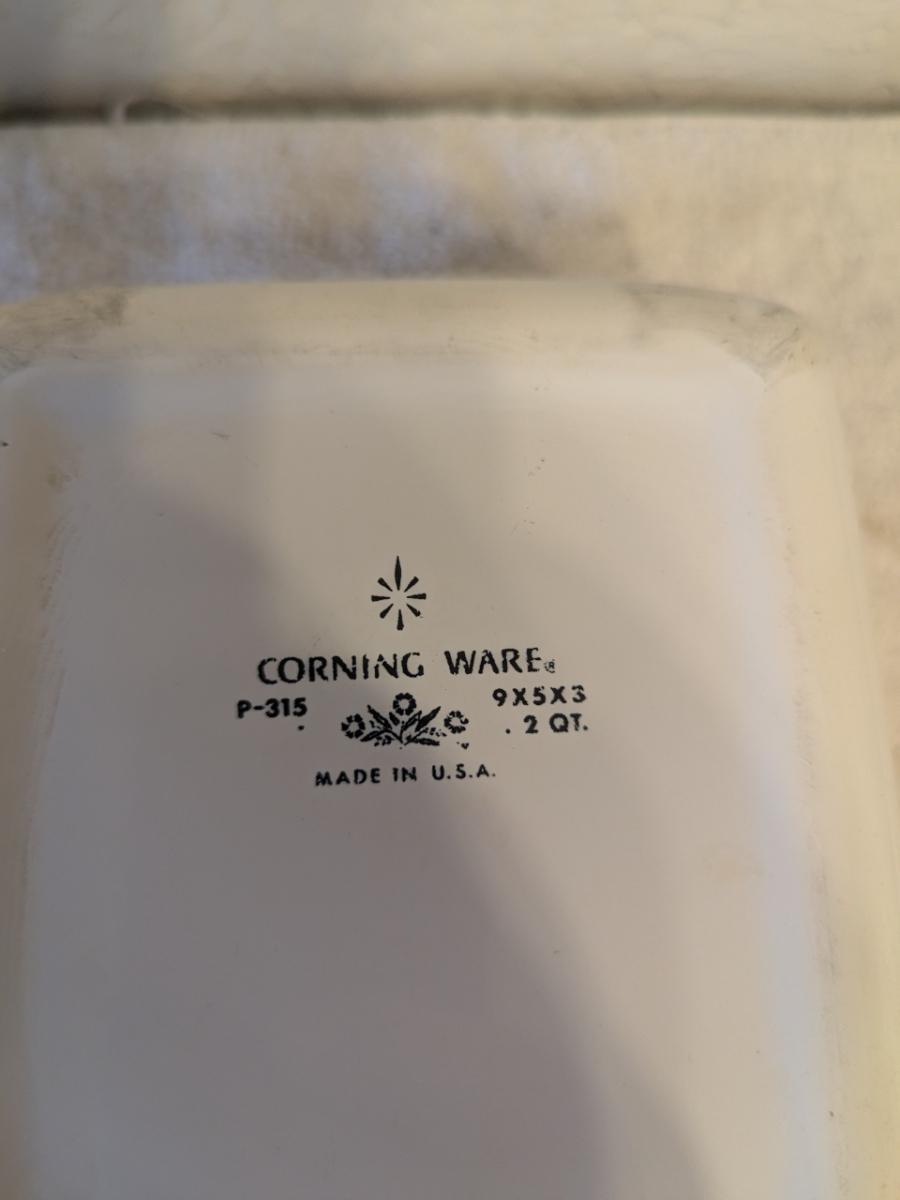 CORNING WARE®
P-315 9X5X3
. . 2 QT.
MADE IN U.S.A.